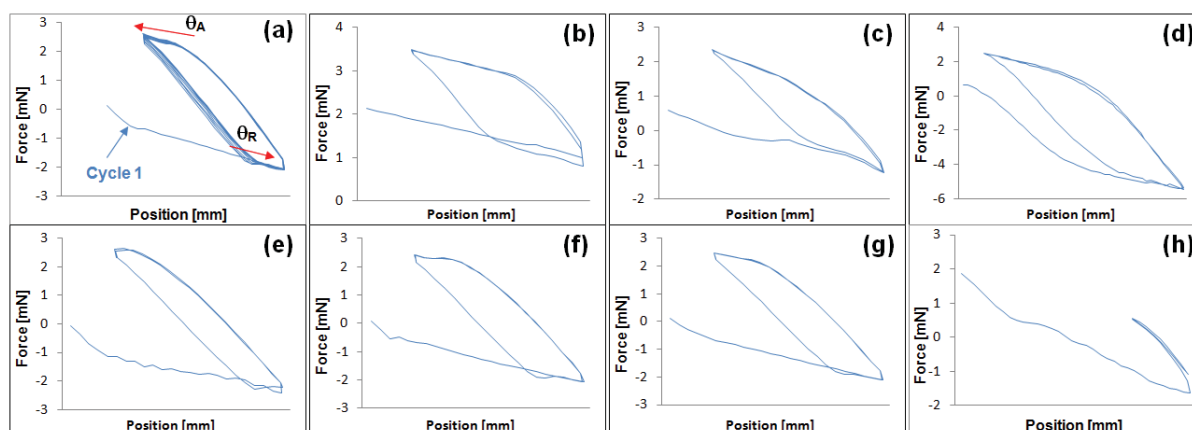 (a)
θA
θR
Cycle 1
Force [mN]
3
2
1
0
-1
-2
-3
Position [mm]
(b)
Force [mN]
4
3
2
1
0
Position [mm]
(c)
Force [mN]
3
2
1
0
-1
-2
Position [mm]
(d)
Force [mN]
4
2
0
-2
-4
-6
Position [mm]
(e)
Force [mN]
3
2
1
0
-1
-2
-3
Position [mm]
(f)
Force [mN]
3
2
1
0
-1
-2
-3
Position [mm]
(g)
Force [mN]
3
2
1
0
-1
-2
-3
Position [mm]
(h)
Force [mN]
3
2
1
0
-1
-2
Position [mm]